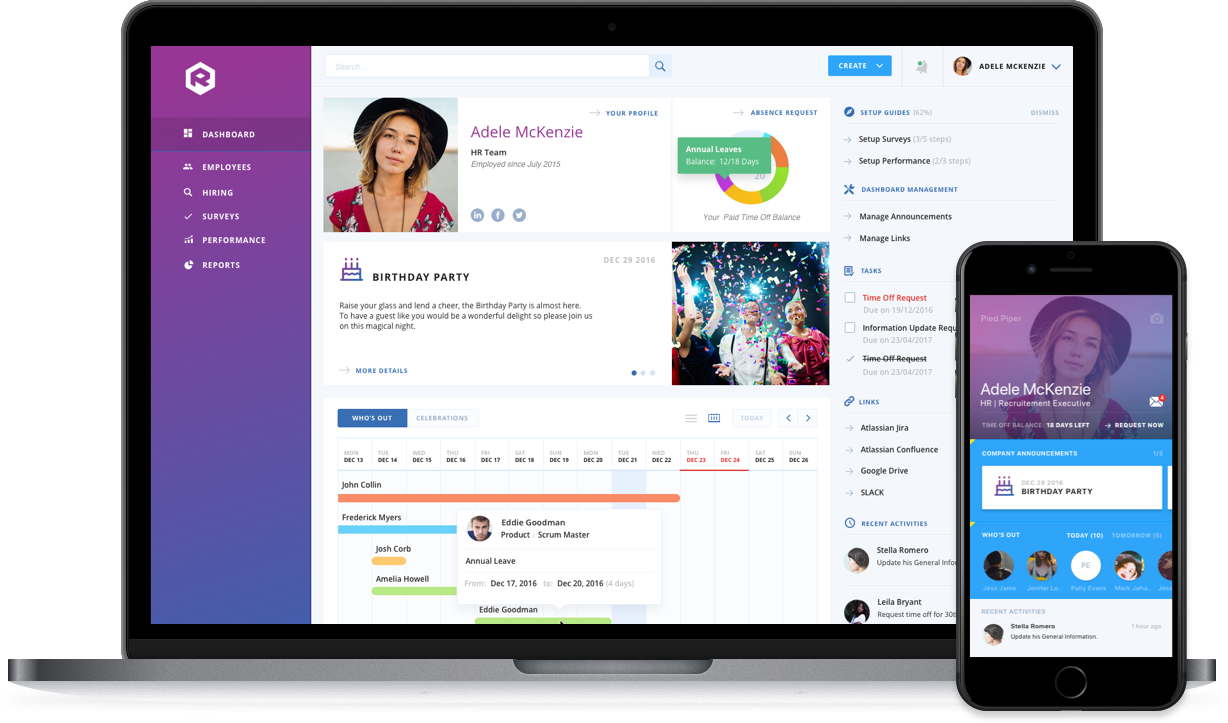 Search...
CREATE
ADELE MCKENZIE
DASHBOARD
EMPLOYEES
HIRING
SURVEYS
PERFORMANCE
REPORTS
YOUR PROFILE
Adele McKenzie
HR Team
Employed since July 2015
ABSENCE REQUEST
Annual Leaves
Balance: 12/18 Days
20
Your Paid Time Off Balance
DEC 29 2016
BIRTHDAY PARTY
Raise your glass and lend a cheer, the Birthday Party is almost here.
To have a guest like you would be a wonderful delight so please join us
on this magical night.
MORE DETAILS
WHO'S OUT
CELEBRATIONS
TODAY
MON TUE WED THU FRI SAT SUN MON TUE WED THU FRI SAT SUN
DEC 13 DEC 14 DEC 15 DEC 16 DEC 17 DEC 18 DEC 19 DEC 20 DEC 21 DEC 22 DEC 23 DEC 24 DEC 25 DEC 26
John Collin
Frederick Myers
Josh Corb
Amelia Howell
Eddie Goodman
Product Scrum Master
Annual Leave
From: Dec 17, 2016 to: Dec 20, 2016 (4 days)
Eddie Goodman
SETUP GUIDES (62%) DISMISS
Setup Surveys (3/5 steps)
Setup Performance (2/3 steps)
DASHBOARD MANAGEMENT
Manage Announcements
Manage Links
TASKS
Time Off Request
Due on 19/12/2016
Information Update Requ
Due on 23/04/2017
Time Off Request
Due on 23/04/2017
LINKS
Atlassian Jira
Atlassian Confluence
Google Drive
SLACK
RECENT ACTIVITIES
Stella Romero
Update his General Infor
Leila Bryant
Request time off for 30t
Pied Piper
Adele McKenzie
HR | Recruitement Executive
4
TIME OFF BALANCE: 18 DAYS LEFT
REQUEST NOW
COMPANY ANNOUNCEMENTS 1/3
DEC 29 2016
BIRTHDAY PARTY
WHO'S OUT TODAY (10) TOMORROW (5)
PE
Jess Jame Jenifer Lo.. Polly Evans Mark Joha.. Jess
RECENT ACTIVITIES
Stella Romero 1 hour ago
Update his General Information.